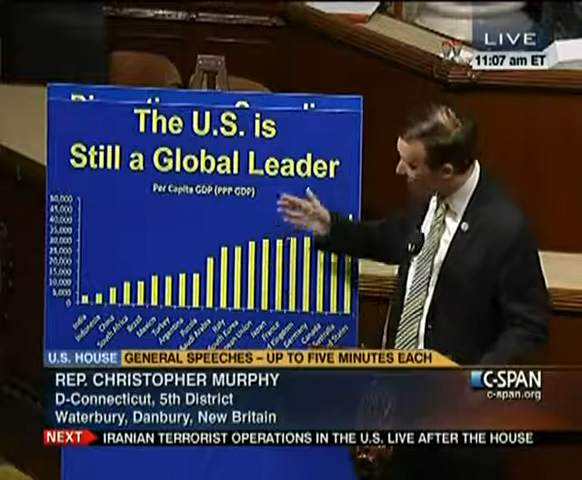 LIVE
11:07 am ET
The U.S. is
Still a Global Leader
Per Capita GDP (PPP GDP)
50,000
45,000
40,000
35,000
30,000
25,000
20,000
15,000
10,000
5,000
0
India
Indonesia
China
South Africa
Brazil
Mexico
Turkey
Argentina
Russia
Saudi Arabia
Italy
South Korea
Japan
France
Germany
Canada
U.S. HOUSE
GENERAL SPEECHES – UP TO FIVE MINUTES EACH
REP. CHRISTOPHER MURPHY
D-Connecticut, 5th District
Waterbury, Danbury, New Britain
C-SPAN
c-span.org
NEXT
IRANIAN TERRORIST OPERATIONS IN THE U.S. LIVE AFTER THE HOUSE